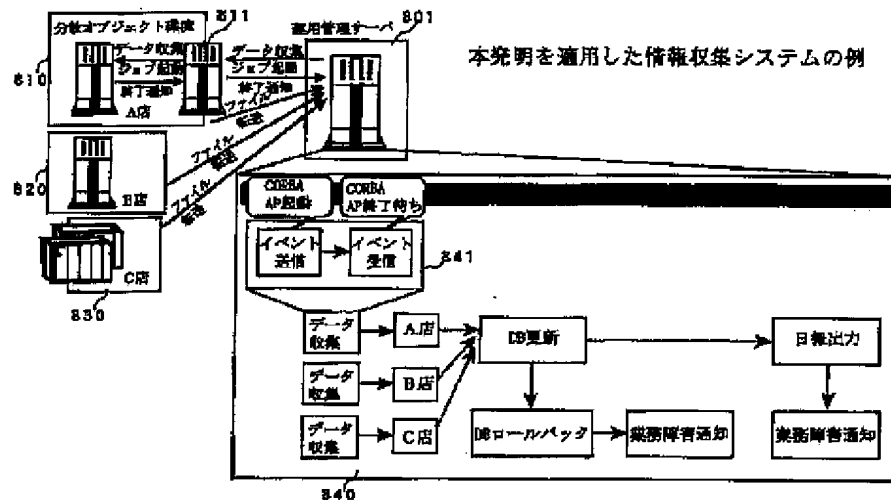 本発明を適用した情報収集システムの例
分散オブジェクト環境
811
運用管理サーバ
801
データ収集
ジョブ起動
終了通知
データ収集
ジョブ起動
終了通知
810
A店
ファイル
転送
820
B店
ファイル
転送
C店
ファイル
転送
830
CORBA
AP起動
CORBA
AP終了待ち
イベント
送信
イベント
受信
841
データ
収集
A店
DB更新
日報出力
データ
収集
B店
データ
収集
C店
DBロールバック
業務障害通知
業務障害通知
840